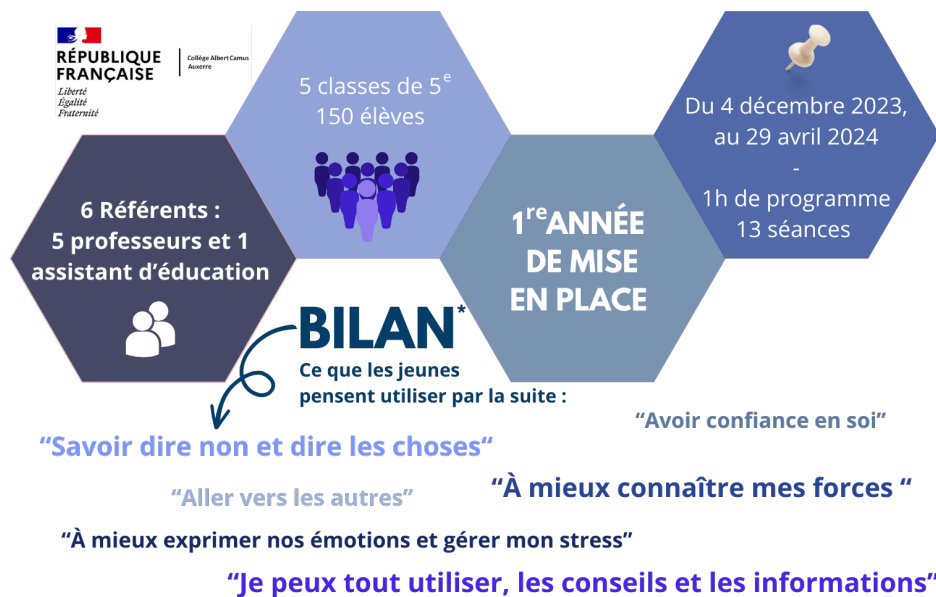 RÉPUBLIQUE
FRANÇAISE
Liberté
Égalité
Fraternité
Collège Albert Camus
Auxerre
5 classes de 5e
150 élèves
Du 4 décembre 2023,
au 29 avril 2024
-
1h de programme
13 séances
6 Référents :
5 professeurs et 1
assistant d’éducation
1re ANNÉE
DE MISE
EN PLACE
BILAN*
Ce que les jeunes
pensent utiliser par la suite :
“Avoir confiance en soi”
“Savoir dire non et dire les choses“
“Aller vers les autres”
“À mieux connaître mes forces “
“À mieux exprimer nos émotions et gérer mon stress”
“Je peux tout utiliser, les conseils et les informations”